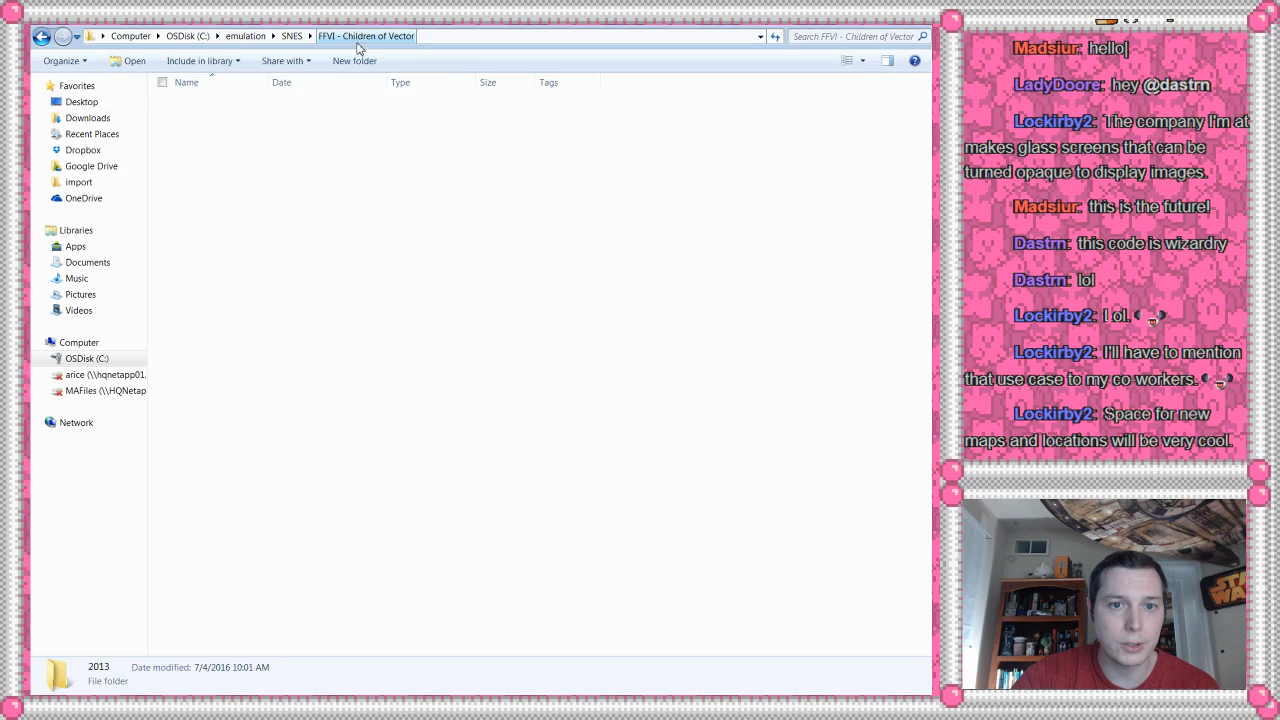 Computer OSDisk (C:) emulation SNES FFVI - Children of Vector Search FFVI - Children of Vector
Organize Open Include in library Share with New folder
Name Date Type Size Tags
Favorites
Desktop
Downloads
Recent Places
Dropbox
Google Drive
import
OneDrive
Libraries
Apps
Documents
Music
Pictures
Videos
Computer
OSDisk (C:)
arice (\\hqnetapp01.
MAFiles (\\HQNetap
Network
2013 Date modified: 7/4/2016 10:01 AM
File folder
Madsiur: hello|
LadyDoore: hey @dastrn
Lockirby2: The company I'm at
makes glass screens that can be
turned opaque to display images.
Madsiur: this is the future!
Dastrn: this code is wizardry
Dastrn: lol
Lockirby2: Lol.
Lockirby2: I'll have to mention
that use case to my co workers.
Lockirby2: Space for new
maps and locations will be very cool.
STAR
WA